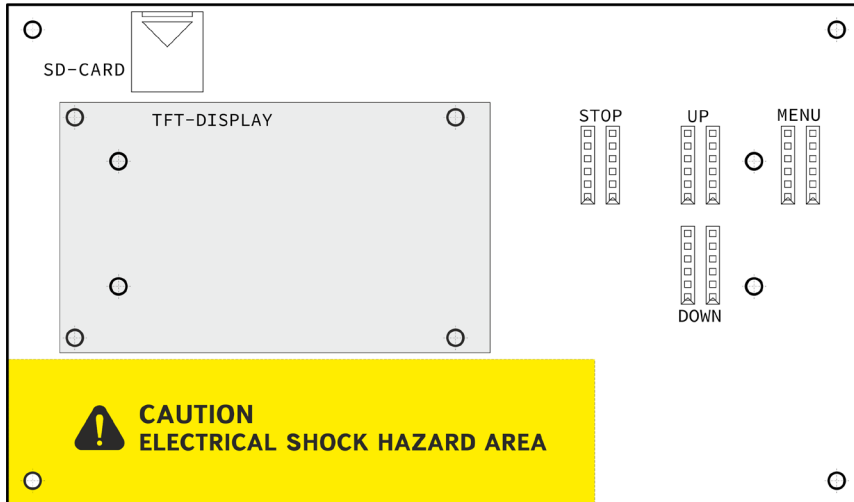 SD-CARD
TFT-DISPLAY
STOP
UP
MENU
DOWN
CAUTION
ELECTRICAL SHOCK HAZARD AREA